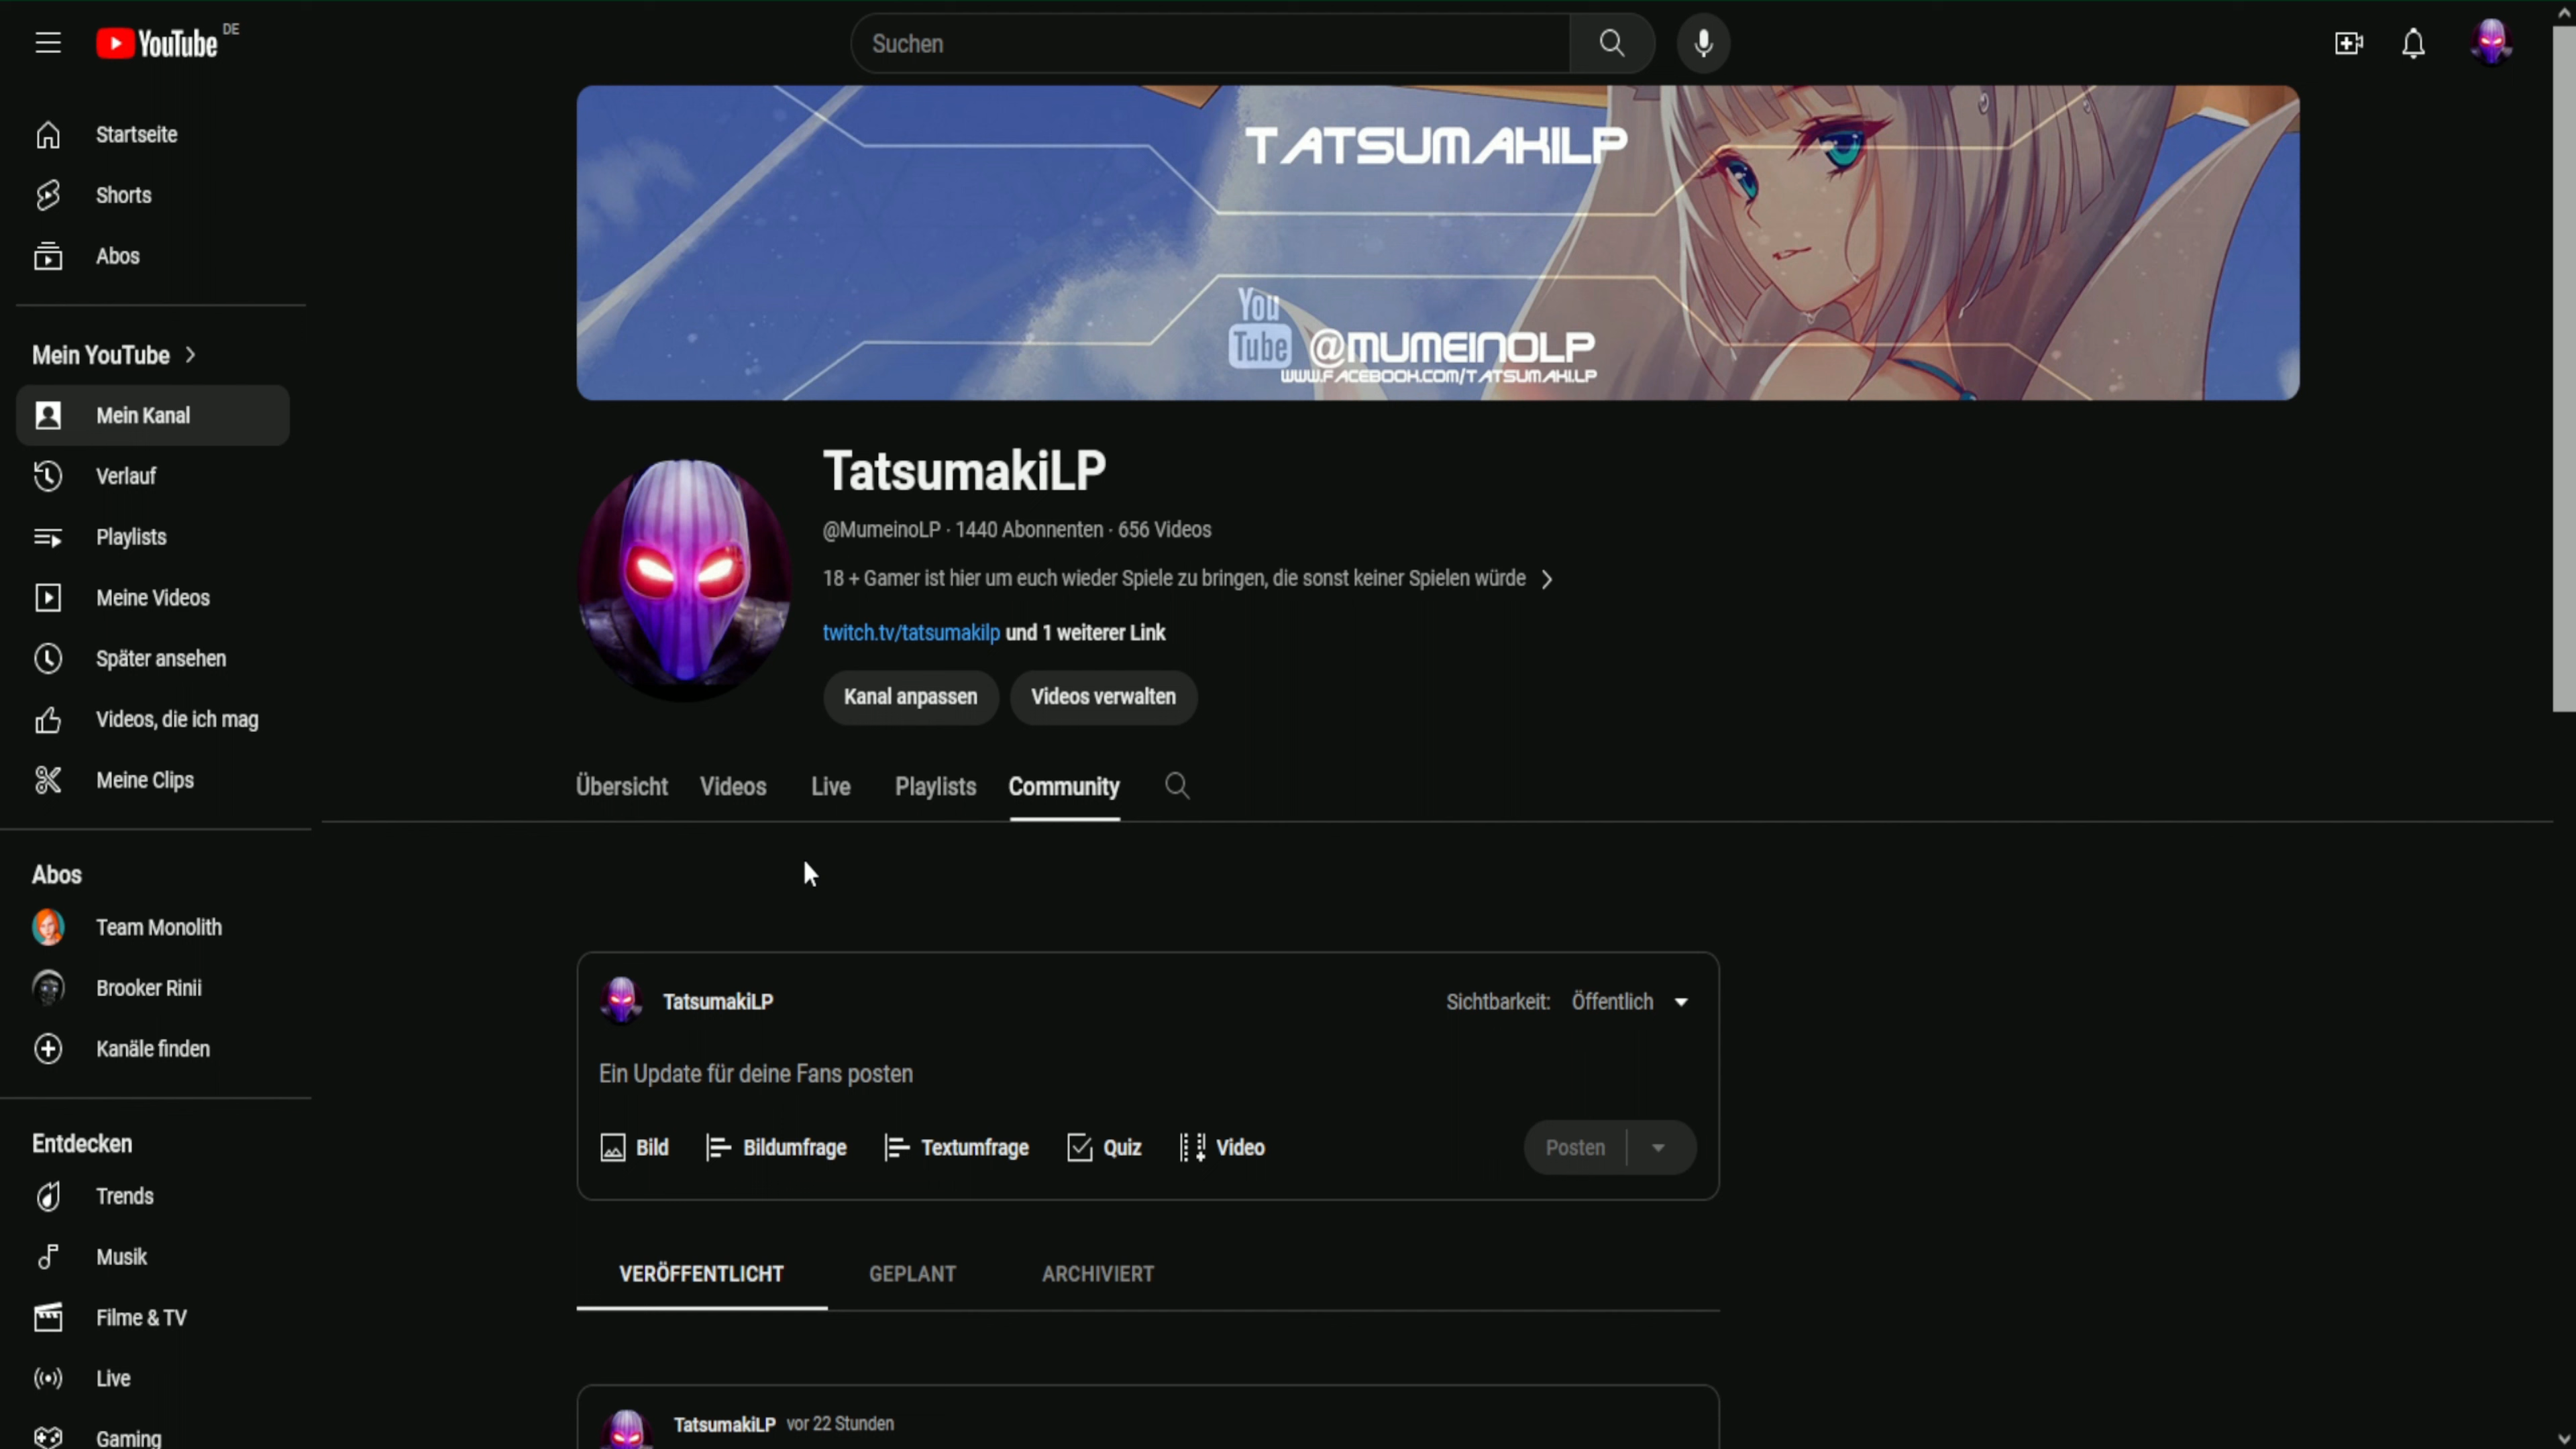 YouTube DE
Suchen
Startseite
Shorts
Abos
Mein YouTube
Mein Kanal
Verlauf
Playlists
Meine Videos
Später ansehen
Videos, die ich mag
Meine Clips
Abos
Team Monolith
Brooker Rinii
Kanäle finden
Entdecken
Trends
Musik
Filme & TV
Live
Gaming
TATSUMAKILP
You
Tube @MUMEINOLP
WWW.FACEBOOK.COM/TATSUMAKILP
TatsumakiLP
@MumeinoLP · 1440 Abonnenten · 656 Videos
18 + Gamer ist hier um euch wieder Spiele zu bringen, die sonst keiner Spielen würde
twitch.tv/tatsumakilp und 1 weiterer Link
Kanal anpassen Videos verwalten
Übersicht Videos Live Playlists Community
TatsumakiLP Sichtbarkeit: Öffentlich
Ein Update für deine Fans posten
Bild Bildumfrage Textumfrage Quiz Video Posten
VERÖFFENTLICHT GEPLANT ARCHIVIERT
TatsumakiLP vor 22 Stunden